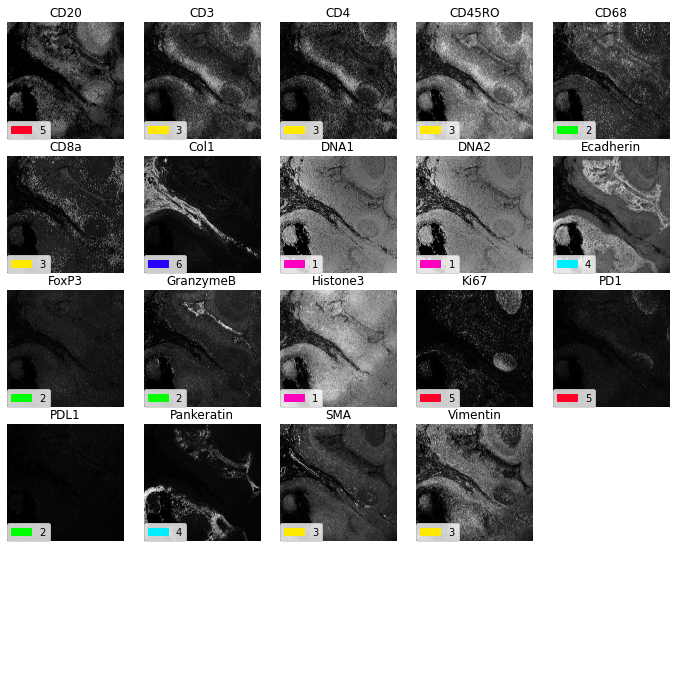 CD20 CD3 CD4 CD45RO CD68
5 3 3 3 2
CD8a Col1 DNA1 DNA2 Ecadherin
3 6 1 1 4
FoxP3 GranzymeB Histone3 Ki67 PD1
2 2 1 5 5
PDL1 Pankeratin SMA Vimentin
2 4 3 3